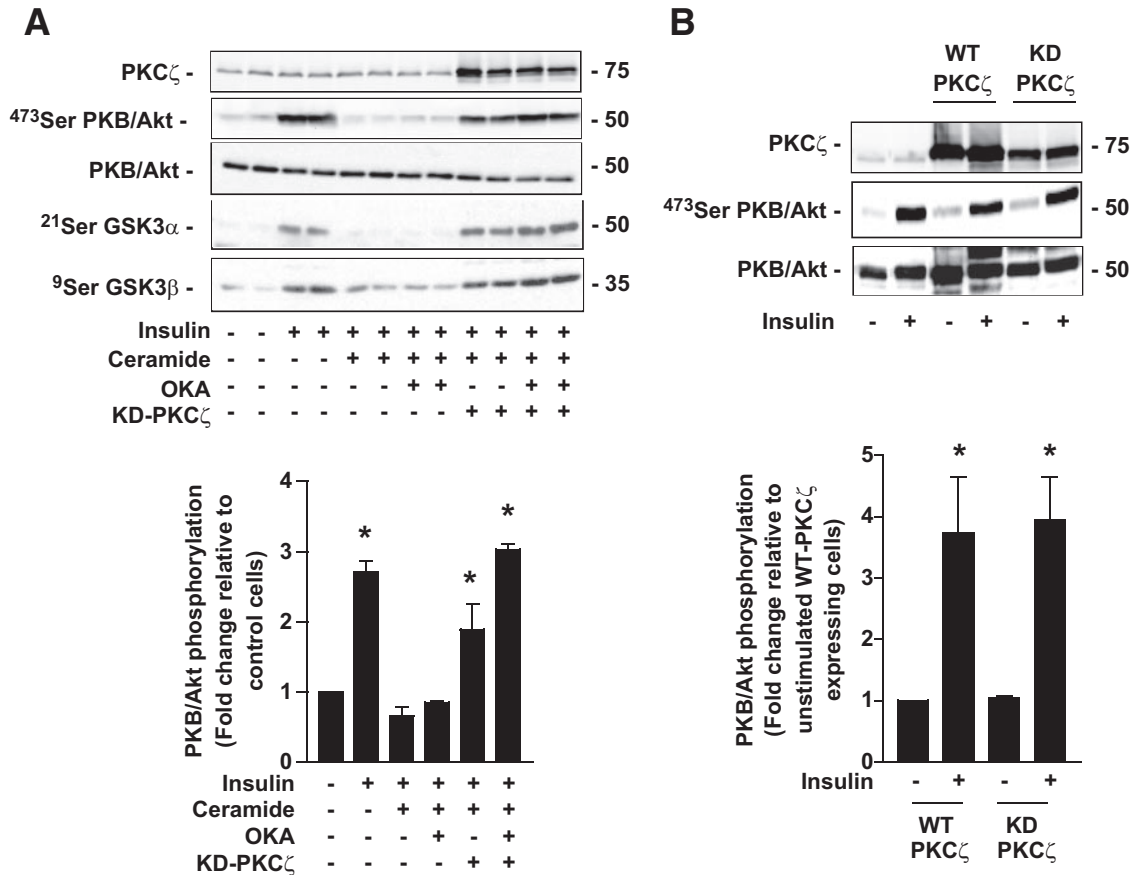 A
PKCζ - - 75
473Ser PKB/Akt - - 50
PKB/Akt - - 50
21Ser GSK3α - - 50
9Ser GSK3β - - 35
Insulin - - + + + + + + + + + +
Ceramide - - - - + + + + + + + +
OKA - - - - - - + + - - + +
KD-PKCζ - - - - - - - - + + + +
PKB/Akt phosphorylation
(Fold change relative to
control cells)
4
3
2
1
0
* * *
Insulin - + + + + +
Ceramide - - + + + +
OKA - - - + - +
KD-PKCζ - - - - + +
B
WT KD
PKCζ PKCζ
PKCζ - - 75
473Ser PKB/Akt - - 50
PKB/Akt - - 50
Insulin - + - + - +
PKB/Akt phosphorylation
(Fold change relative to
unstimulated WT-PKCζ
expressing cells)
5
4
3
2
1
0
* *
Insulin - + - +
WT KD
PKCζ PKCζ